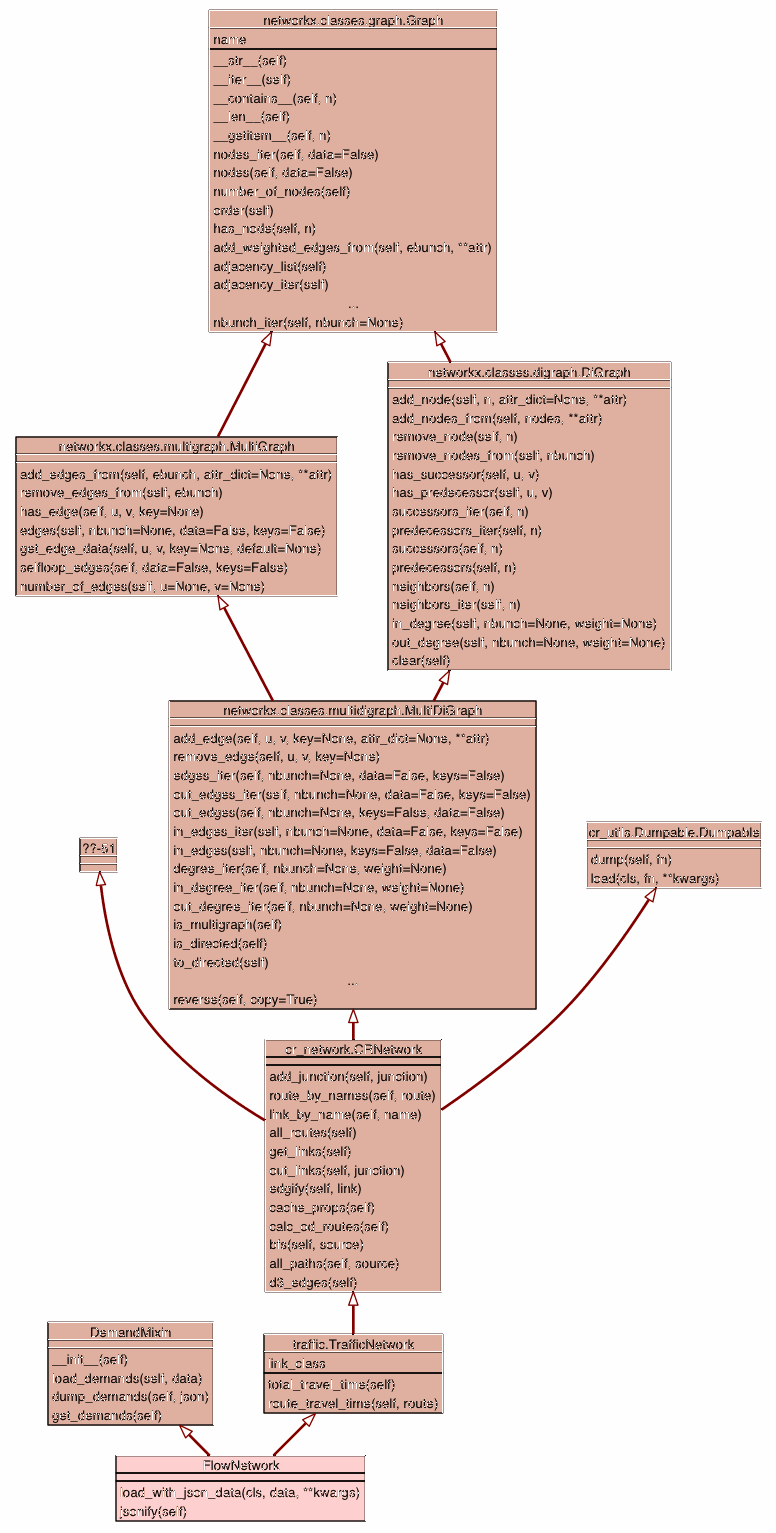 networkx.classes.graph.Graph
name
__str__(self)
__iter__(self)
__contains__(self, n)
__len__(self)
__getitem__(self, n)
nodes_iter(self, data=False)
nodes(self, data=False)
number_of_nodes(self)
order(self)
has_node(self, n)
add_weighted_edges_from(self, ebunch, **attr)
adjacency_list(self)
adjacency_iter(self)
...
nbunch_iter(self, nbunch=None)
networkx.classes.digraph.DiGraph
add_node(self, n, attr_dict=None, **attr)
add_nodes_from(self, nodes, **attr)
remove_node(self, n)
remove_nodes_from(self, nbunch)
has_successor(self, u, v)
has_predecessor(self, u, v)
successors_iter(self, n)
predecessors_iter(self, n)
successors(self, n)
predecessors(self, n)
neighbors(self, n)
neighbors_iter(self, n)
in_degree(self, nbunch=None, weight=None)
out_degree(self, nbunch=None, weight=None)
clear(self)
networkx.classes.multigraph.MultiGraph
add_edges_from(self, ebunch, attr_dict=None, **attr)
remove_edges_from(self, ebunch)
has_edge(self, u, v, key=None)
edges(self, nbunch=None, data=False, keys=False)
get_edge_data(self, u, v, key=None, default=None)
selfloop_edges(self, data=False, keys=False)
number_of_edges(self, u=None, v=None)
networkx.classes.multidigraph.MultiDiGraph
add_edge(self, u, v, key=None, attr_dict=None, **attr)
remove_edge(self, u, v, key=None)
edges_iter(self, nbunch=None, data=False, keys=False)
out_edges_iter(self, nbunch=None, data=False, keys=False)
out_edges(self, nbunch=None, keys=False, data=False)
in_edges_iter(self, nbunch=None, data=False, keys=False)
in_edges(self, nbunch=None, keys=False, data=False)
degree_iter(self, nbunch=None, weight=None)
in_degree_iter(self, nbunch=None, weight=None)
out_degree_iter(self, nbunch=None, weight=None)
is_multigraph(self)
is_directed(self)
to_directed(self)
...
reverse(self, copy=True)
??-51
cr_utils.Dumpable.Dumpable
dump(self, fn)
load(cls, fn, **kwargs)
cr_network.CRNetwork
add_junction(self, junction)
route_by_names(self, route)
link_by_name(self, name)
all_routes(self)
get_links(self)
out_links(self, junction)
edgify(self, link)
cache_props(self)
calc_od_routes(self)
bfs(self, source)
all_paths(self, source)
d3_edges(self)
DemandMixin
__init__(self)
load_demands(self, data)
dump_demands(self, json)
get_demands(self)
traffic.TrafficNetwork
link_class
total_travel_time(self)
route_travel_time(self, route)
FlowNetwork
load_with_json_data(cls, data, **kwargs)
jsonify(self)